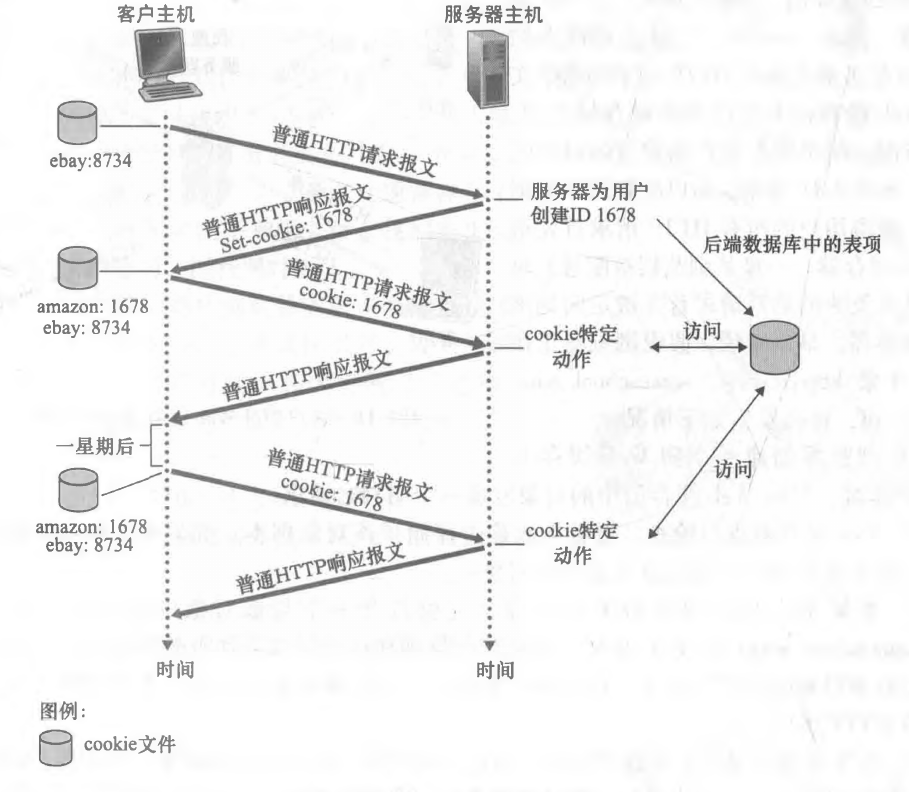 客户主机
服务器主机
ebay:8734
普通HTTP请求报文
服务器为用户
创建ID 1678
普通HTTP响应报文
Set-cookie: 1678
后端数据库中的表项
amazon: 1678
ebay: 8734
普通HTTP请求报文
cookie: 1678
cookie特定
动作
访问
普通HTTP响应报文
一星期后
amazon: 1678
ebay: 8734
普通HTTP请求报文
cookie: 1678
cookie特定
动作
访问
普通HTTP响应报文
时间
时间
图例：
cookie文件